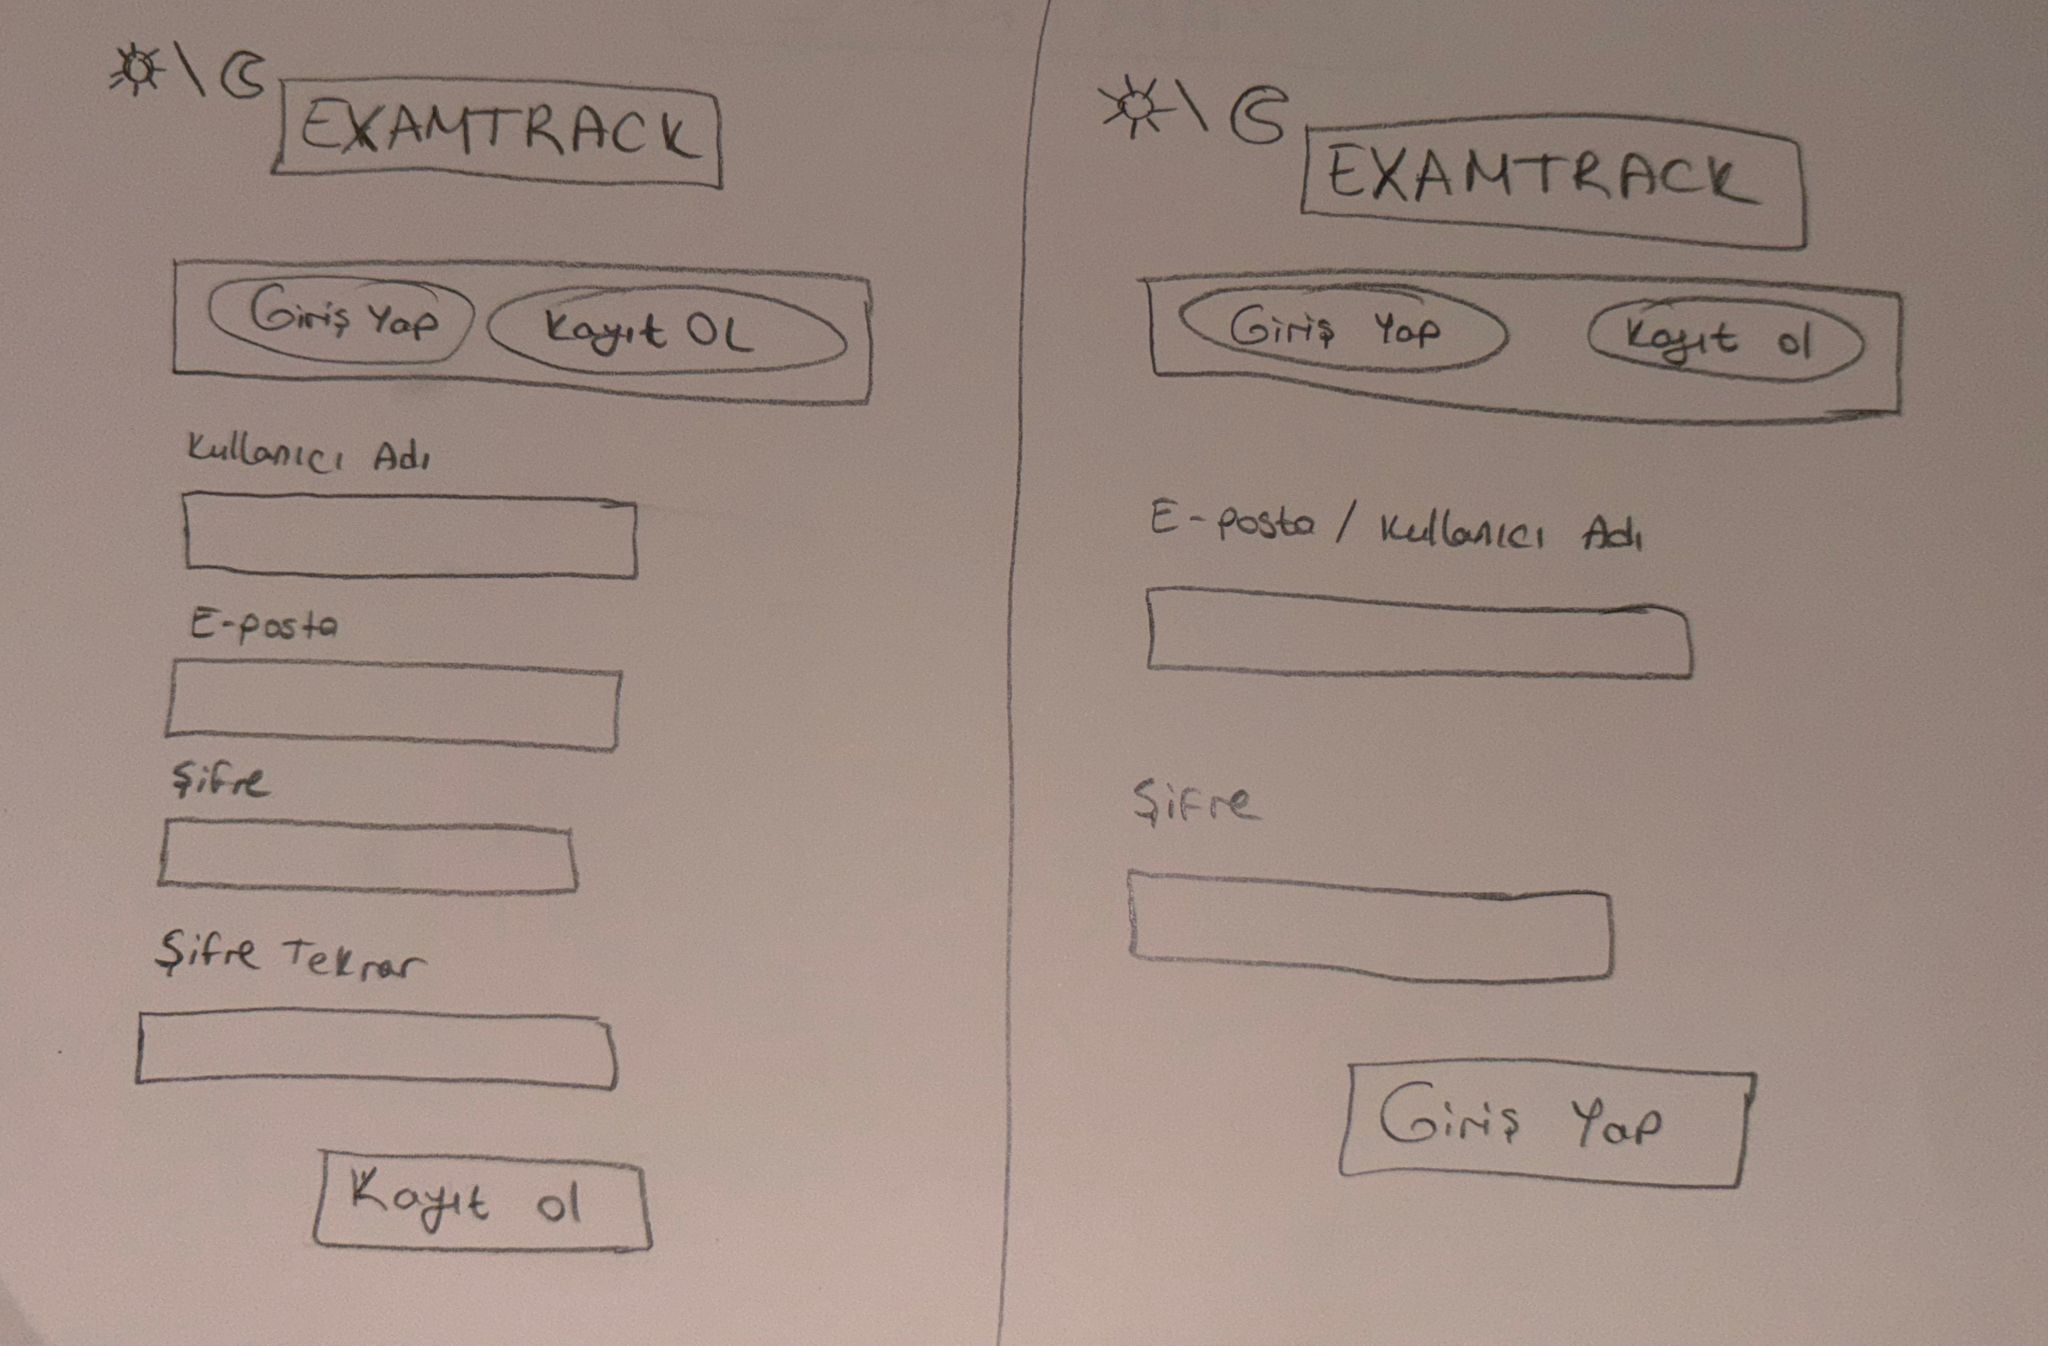 EXAMTRACK
Giriş Yap Kayıt OL
Kullanıcı Adı
E-posta
Şifre
Şifre Tekrar
Kayıt ol
EXAMTRACK
Giriş Yap Kayıt ol
E-posta / Kullanıcı Adı
Şifre
Giriş Yap